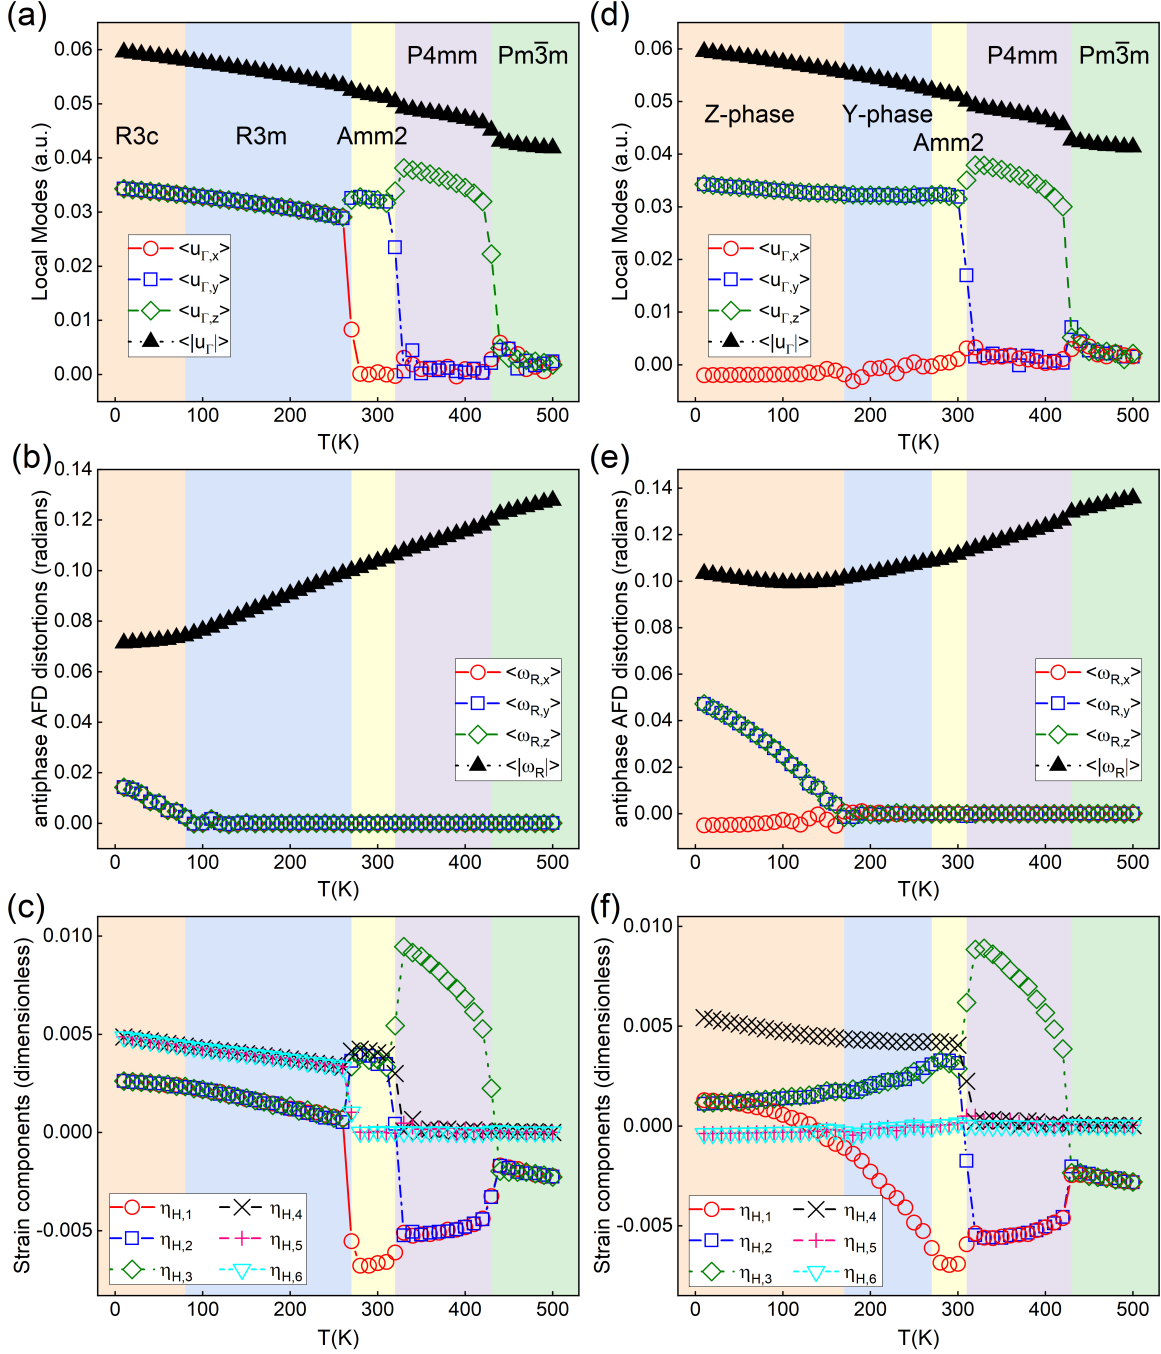 (a)
0.06
0.05
0.04
0.03
0.02
0.01
0.00
Local Modes (a.u.)
R3c
R3m
Amm2
P4mm
Pm3̅m
<u_Γ,x>
<u_Γ,y>
<u_Γ,z>
<|u_Γ|>
0 100 200 300 400 500
T(K)
(d)
0.06
0.05
0.04
0.03
0.02
0.01
0.00
Local Modes (a.u.)
Z-phase
Y-phase
Amm2
P4mm
Pm3̅m
<u_Γ,x>
<u_Γ,y>
<u_Γ,z>
<|u_Γ|>
0 100 200 300 400 500
T(K)
(b)
0.14
0.12
0.10
0.08
0.06
0.04
0.02
0.00
antiphase AFD distortions (radians)
<ω_R,x>
<ω_R,y>
<ω_R,z>
<|ω_R|>
0 100 200 300 400 500
T(K)
(e)
0.14
0.12
0.10
0.08
0.06
0.04
0.02
0.00
antiphase AFD distortions (radians)
<ω_R,x>
<ω_R,y>
<ω_R,z>
<|ω_R|>
0 100 200 300 400 500
T(K)
(c)
0.010
0.005
0.000
-0.005
Strain components (dimensionless)
η_H,1 η_H,4
η_H,2 η_H,5
η_H,3 η_H,6
0 100 200 300 400 500
T(K)
(f)
0.010
0.005
0.000
-0.005
Strain components (dimensionless)
η_H,1 η_H,4
η_H,2 η_H,5
η_H,3 η_H,6
0 100 200 300 400 500
T(K)